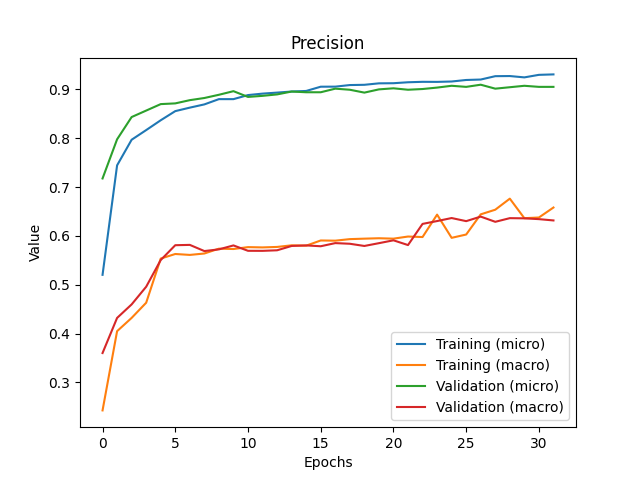 Precision
Value
0.9
0.8
0.7
0.6
0.5
0.4
0.3
Training (micro)
Training (macro)
Validation (micro)
Validation (macro)
0 5 10 15 20 25 30
Epochs